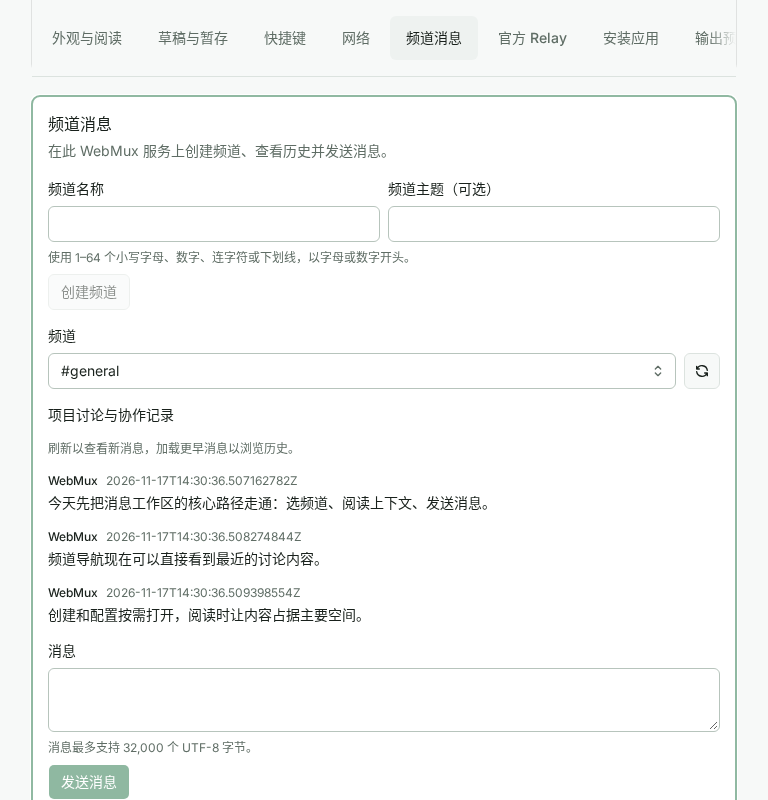 外观与阅读 草稿与暂存 快捷键 网络 频道消息 官方 Relay 安装应用 输出预
频道消息
在此 WebMux 服务上创建频道、查看历史并发送消息。
频道名称 频道主题（可选）
使用 1–64 个小写字母、数字、连字符或下划线，以字母或数字开头。
创建频道
频道
#general
项目讨论与协作记录
刷新以查看新消息，加载更早消息以浏览历史。
WebMux 2026-11-17T14:30:36.507162782Z
今天先把消息工作区的核心路径走通：选频道、阅读上下文、发送消息。
WebMux 2026-11-17T14:30:36.508274844Z
频道导航现在可以直接看到最近的讨论内容。
WebMux 2026-11-17T14:30:36.509398554Z
创建和配置按需打开，阅读时让内容占据主要空间。
消息
消息最多支持 32,000 个 UTF-8 字节。
发送消息